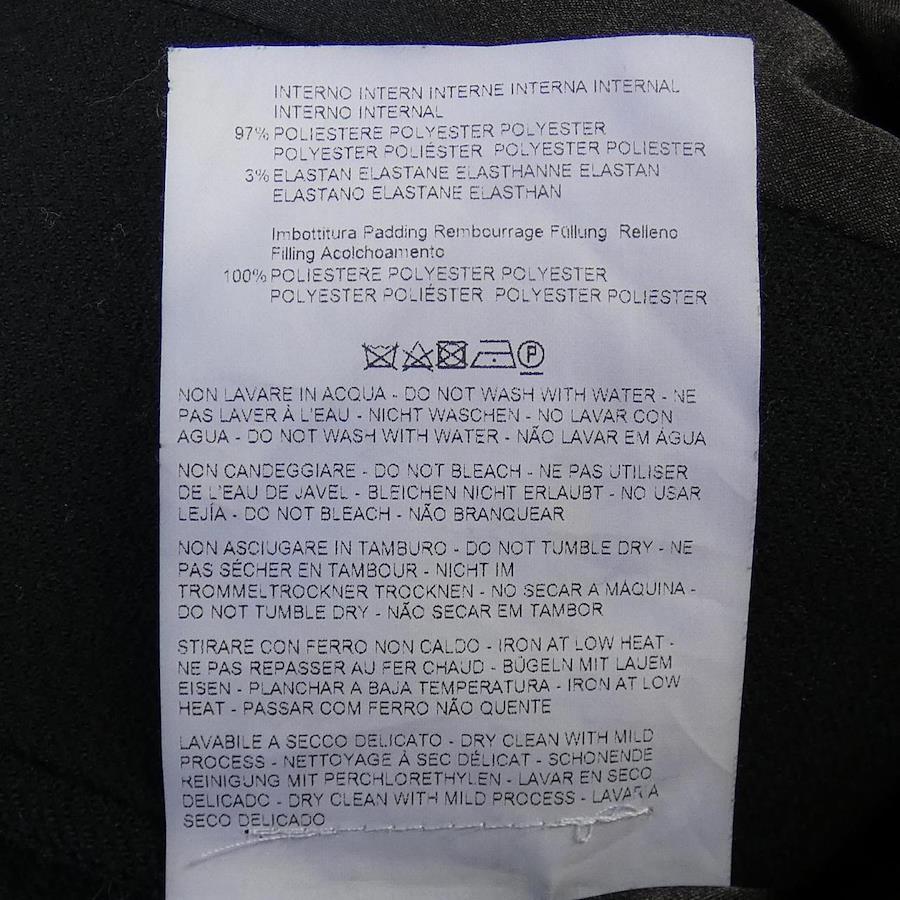 INTERNO INTERN INTERNE INTERNA INTERNAL
INTERNO INTERNAL
97% POLIESTERE POLYESTER POLYESTER
POLYESTER POLIÉSTER POLYESTER POLIESTER
3% ELASTAN ELASTANE ELASTHANNE ELASTAN
ELASTANO ELASTANE ELASTHAN
Imbottitura Padding Rembourrage Füllung Relleno
Filling Acolchoamento
100% POLIESTERE POLYESTER POLYESTER
POLYESTER POLIÉSTER POLYESTER POLIESTER
P
NON LAVARE IN ACQUA - DO NOT WASH WITH WATER - NE
PAS LAVER À L'EAU - NICHT WASCHEN - NO LAVAR CON
AGUA - DO NOT WASH WITH WATER - NÃO LAVAR EM ÁGUA
NON CANDEGGIARE - DO NOT BLEACH - NE PAS UTILISER
DE L'EAU DE JAVEL - BLEICHEN NICHT ERLAUBT - NO USAR
LEJÍA - DO NOT BLEACH - NÃO BRANQUEAR
NON ASCIUGARE IN TAMBURO - DO NOT TUMBLE DRY - NE
PAS SÉCHER EN TAMBOUR - NICHT IM
TROMMELTROCKNER TROCKNEN - NO SECAR A MÁQUINA -
DO NOT TUMBLE DRY - NÃO SECAR EM TAMBOR
STIRARE CON FERRO NON CALDO - IRON AT LOW HEAT -
NE PAS REPASSER AU FER CHAUD - BÜGELN MIT LAUEM
EISEN - PLANCHAR A BAJA TEMPERATURA - IRON AT LOW
HEAT - PASSAR COM FERRO NÃO QUENTE
LAVABILE A SECCO DELICATO - DRY CLEAN WITH MILD
PROCESS - NETTOYAGE À SEC DÉLICAT - SCHONENDE
REINIGUNG MIT PERCHLORETHYLEN - LAVAR EN SECO
DELICADO - DRY CLEAN WITH MILD PROCESS - LAVAR A
SECO DELICADO